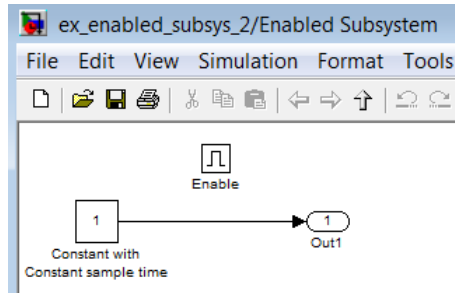 ex_enabled_subsys_2/Enabled Subsystem
File Edit View Simulation Format Tools
Enable
1
1
Constant with
Constant sample time
Out1